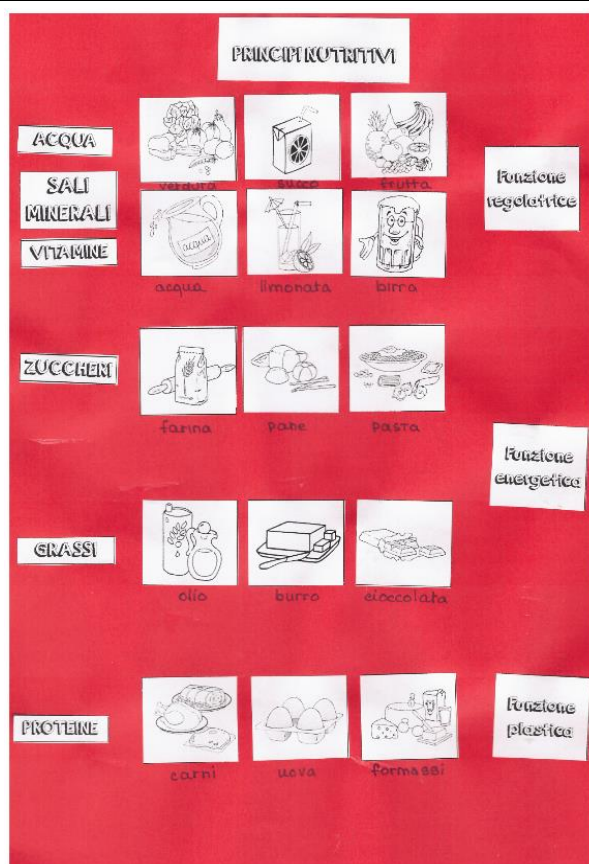 PRINCIPI NUTRITIVI
ACQUA
SALI
MINERALI
VITAMINE
verdura succo frutta
acqua
acqua limonata birra
Funzione
regolatrice
ZUCCHERI
farina pane pasta
Funzione
energetica
GRASSI
olio burro cioccolata
PROTEINE
carni uova formaggi
Funzione
plastica